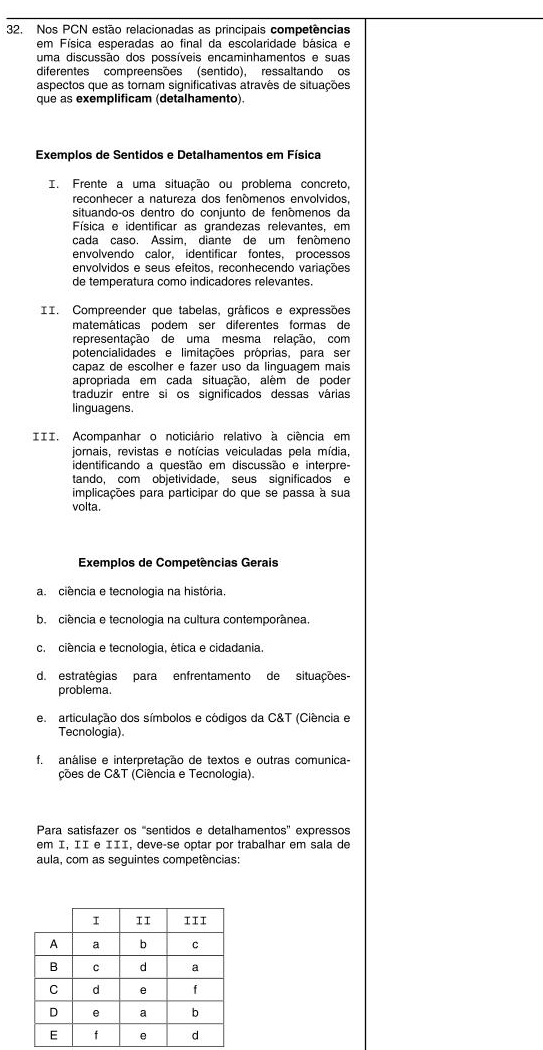 32. Nos PCN estão relacionadas as principais competências
em Física esperadas ao final da escolaridade básica e
uma discussão dos possíveis encaminhamentos e suas
diferentes compreensões (sentido), ressaltando os
aspectos que as tornam significativas através de situações
que as exemplificam (detalhamento).
Exemplos de Sentidos e Detalhamentos em Física
I. Frente a uma situação ou problema concreto,
reconhecer a natureza dos fenômenos envolvidos,
situando-os dentro do conjunto de fenômenos da
Física e identificar as grandezas relevantes, em
cada caso. Assim, diante de um fenômeno
envolvendo calor, identificar fontes, processos
envolvidos e seus efeitos, reconhecendo variações
de temperatura como indicadores relevantes.
II. Compreender que tabelas, gráficos e expressões
matemáticas podem ser diferentes formas de
representação de uma mesma relação, com
potencialidades e limitações próprias, para ser
capaz de escolher e fazer uso da linguagem mais
apropriada em cada situação, além de poder
traduzir entre si os significados dessas várias
linguagens.
III. Acompanhar o noticiário relativo à ciência em
jornais, revistas e notícias veiculadas pela mídia,
identificando a questão em discussão e interpre-
tando, com objetividade, seus significados e
implicações para participar do que se passa à sua
volta.
Exemplos de Competências Gerais
a. ciência e tecnologia na história.
b. ciência e tecnologia na cultura contemporânea.
c. ciência e tecnologia, ética e cidadania.
d. estratégias para enfrentamento de situações-
problema.
e. articulação dos símbolos e códigos da C&T (Ciência e
Tecnologia).
f. análise e interpretação de textos e outras comunica-
ções de C&T (Ciência e Tecnologia).
Para satisfazer os “sentidos e detalhamentos” expressos
em I, II e III, deve-se optar por trabalhar em sala de
aula, com as seguintes competências:
I II III
A a b c
B c d a
C d e f
D e a b
E f e d